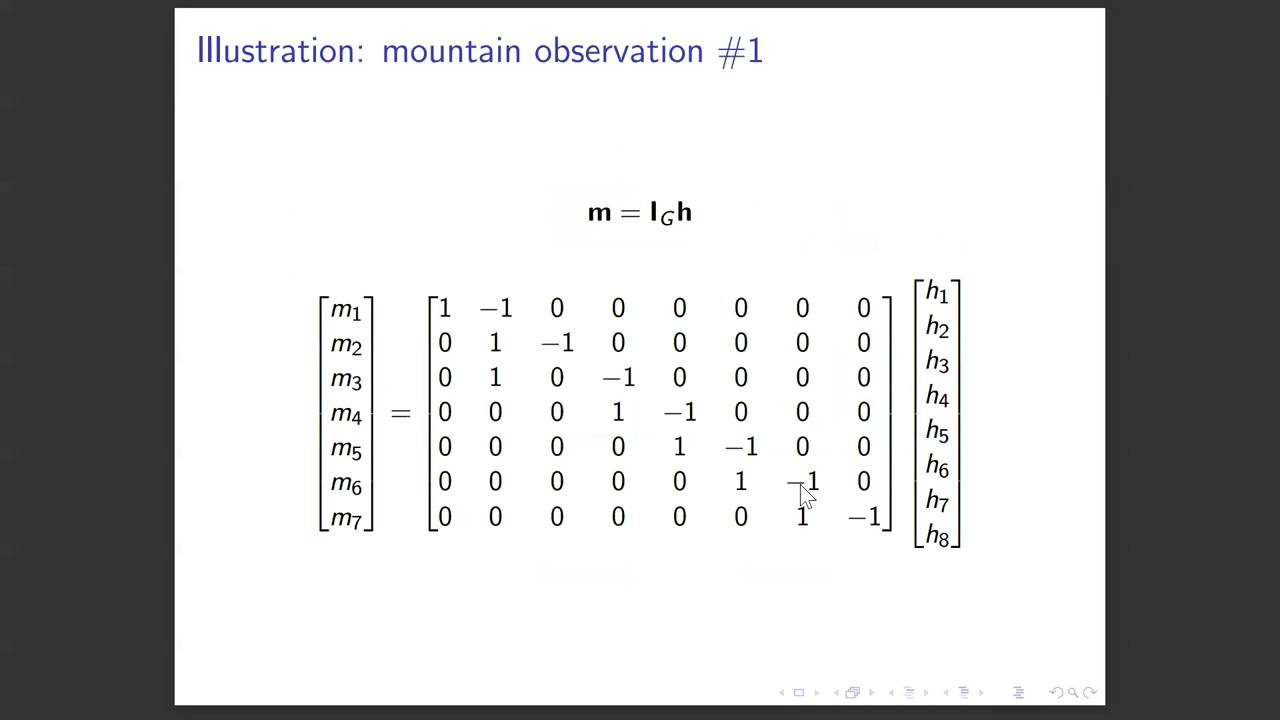 Illustration: mountain observation #1
m = I_G h
m1 1 −1 0 0 0 0 0 0 h1
m2 0 1 −1 0 0 0 0 0 h2
m3 0 1 0 −1 0 0 0 0 h3
m4 = 0 0 0 1 −1 0 0 0 h4
m5 0 0 0 0 1 −1 0 0 h5
m6 0 0 0 0 0 1 −1 0 h6
m7 0 0 0 0 0 0 1 −1 h7
h8